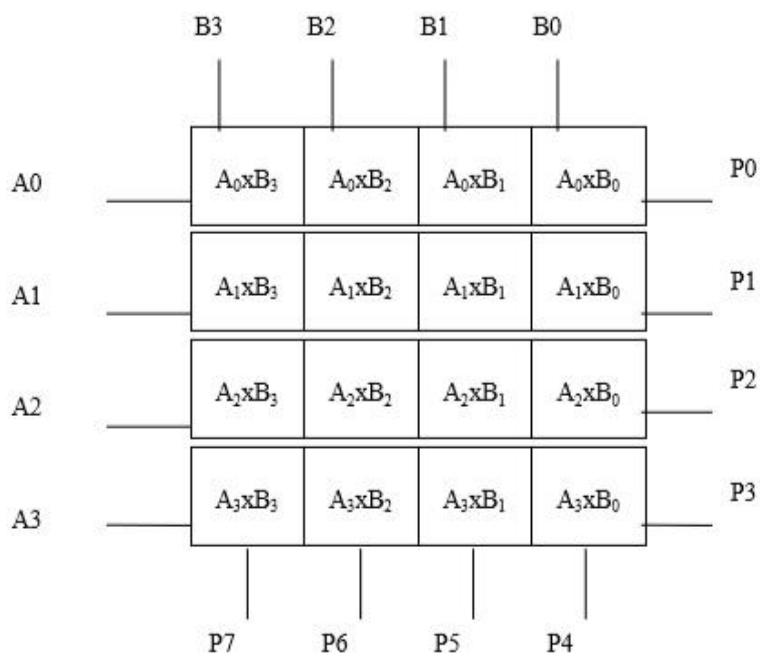 B3 B2 B1 B0
A0 A₀xB₃ A₀xB₂ A₀xB₁ A₀xB₀ P0
A1 A₁xB₃ A₁xB₂ A₁xB₁ A₁xB₀ P1
A2 A₂xB₃ A₂xB₂ A₂xB₁ A₂xB₀ P2
A3 A₃xB₃ A₃xB₂ A₃xB₁ A₃xB₀ P3
P7 P6 P5 P4